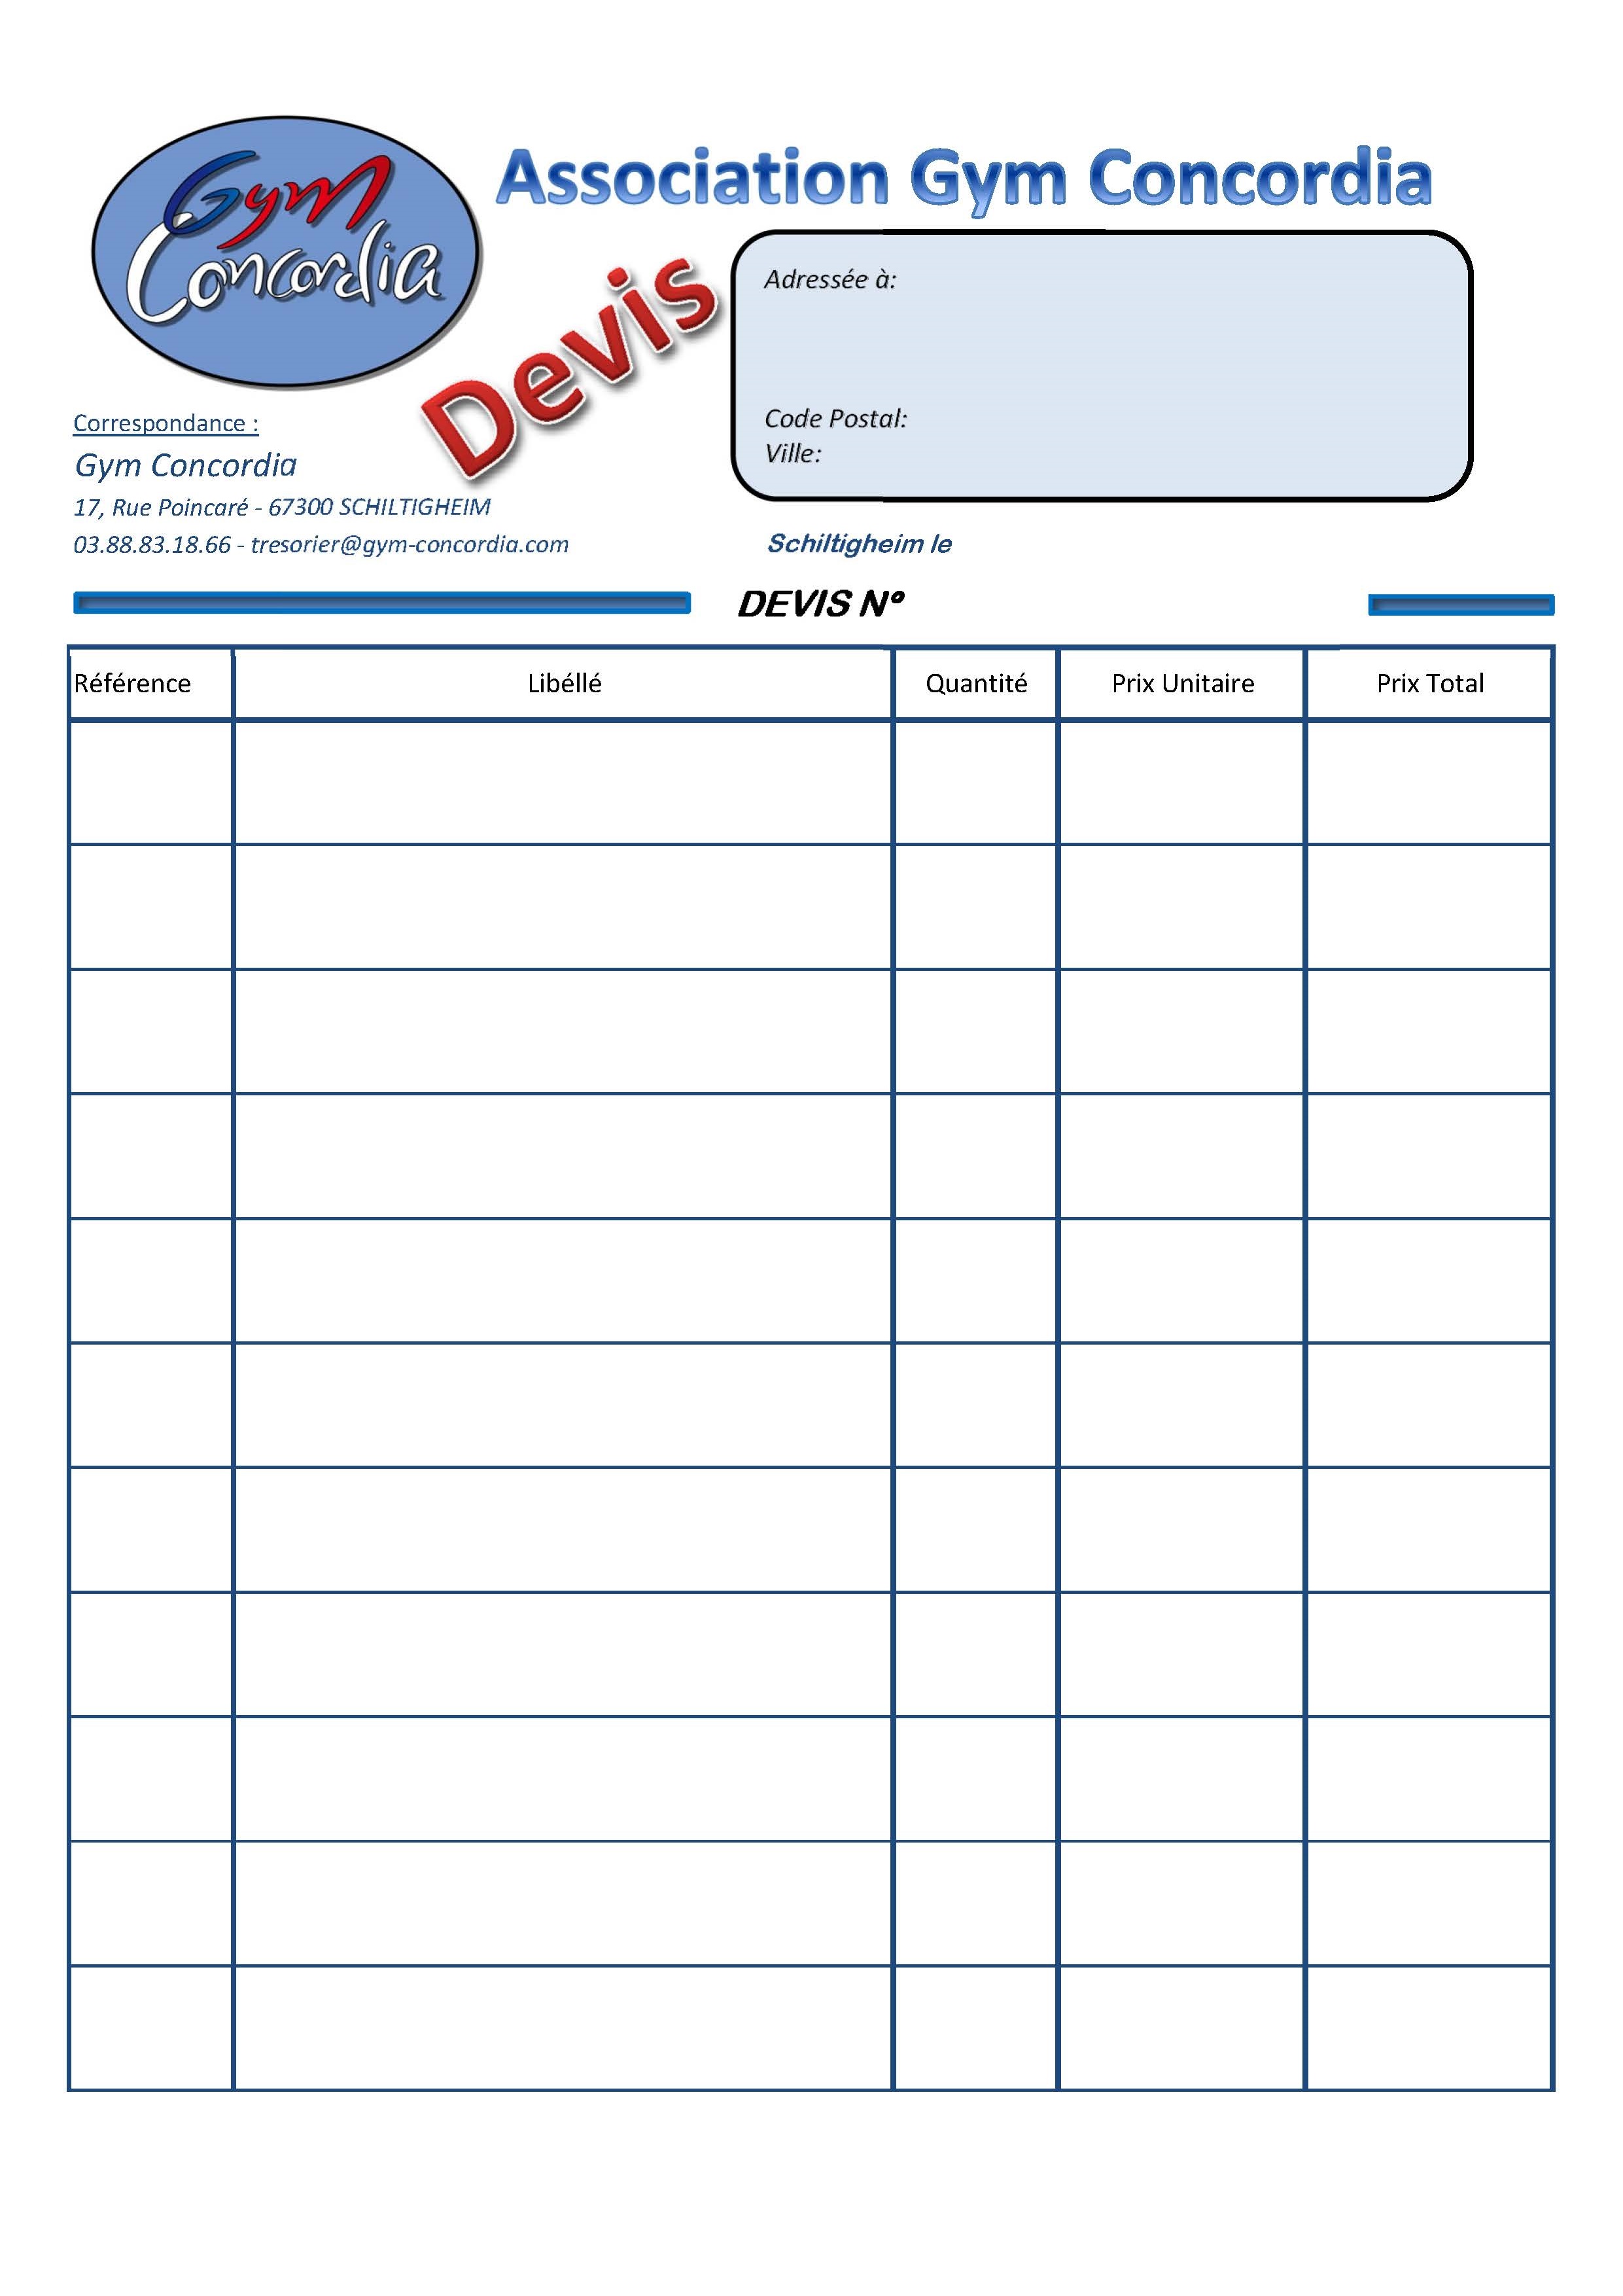 Gym
Concordia
Association Gym Concordia
Devis
Adressée à:
Code Postal:
Ville:
Correspondance :
Gym Concordia
17, Rue Poincaré - 67300 SCHILTIGHEIM
03.88.83.18.66 - tresorier@gym-concordia.com
Schiltigheim le
DEVIS N°
Référence Libéllé Quantité Prix Unitaire Prix Total